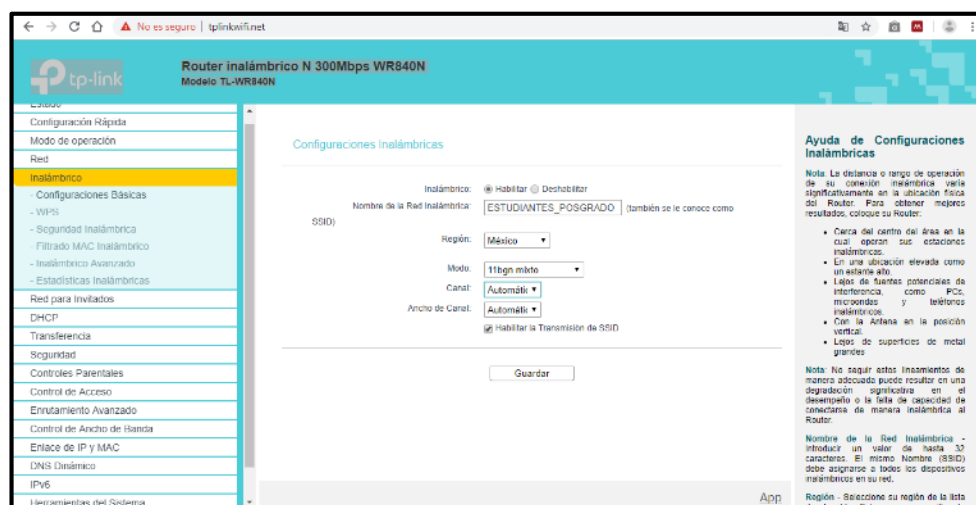 No es seguro | tplinkwifi.net
tp-link
Router inalámbrico N 300Mbps WR840N
Modelo TL-WR840N
Estado
Configuración Rápida
Modo de operación
Red
Inalámbrico
- Configuraciones Básicas
- WPS
- Seguridad Inalámbrica
- Filtrado MAC Inalámbrico
- Inalámbrico Avanzado
- Estadísticas Inalámbricas
Red para Invitados
DHCP
Transferencia
Seguridad
Controles Parentales
Control de Acceso
Enrutamiento Avanzado
Control de Ancho de Banda
Enlace de IP y MAC
DNS Dinámico
IPv6
Herramientas del Sistema
Configuraciones Inalámbricas
Inalámbrico: Habilitar Deshabilitar
Nombre de la Red Inalámbrica: ESTUDIANTES_POSGRADO (también se le conoce como
SSID)
Región: México
Modo: 11bgn mixto
Canal: Automátic
Ancho de Canal: Automátic
Habilitar la Transmisión de SSID
Guardar
App
Ayuda de Configuraciones
Inalámbricas
Nota: La distancia o rango de operación
de su conexión inalámbrica varía
significativamente en la ubicación física
del Router. Para obtener mejores
resultados, coloque su Router:
• Cerca del centro del área en la
cual operan sus estaciones
inalámbricas.
• En una ubicación elevada como
un estante alto.
• Lejos de fuentes potenciales de
interferencia, como PCs,
microondas y teléfonos
inalámbricos.
• Con la Antena en la posición
vertical.
• Lejos de superficies de metal
grandes
Nota: No seguir estos lineamientos de
manera adecuada puede resultar en una
degradación significativa en el
desempeño o la falla de capacidad de
conectarse de manera inalámbrica al
Router.
Nombre de la Red Inalámbrica -
Introducir un valor de hasta 32
caracteres. El mismo Nombre (SSID)
debe asignarse a todos los dispositivos
inalámbricos en su red.
Región - Seleccione su región de la lista